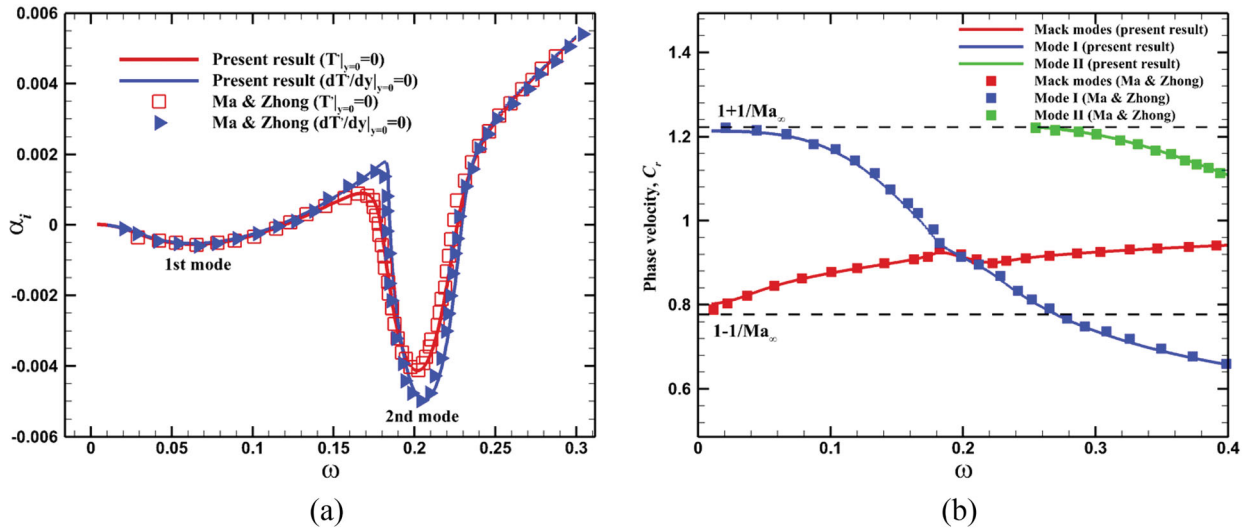 0.006
0.004
0.002
0
-0.002
-0.004
-0.006
α_i
Present result (T'|_{y=0}=0)
Present result (dT'/dy|_{y=0}=0)
Ma & Zhong (T'|_{y=0}=0)
Ma & Zhong (dT'/dy|_{y=0}=0)
1st mode
2nd mode
0 0.05 0.1 0.15 0.2 0.25 0.3
ω
(a)
1.4
1.2
1
0.8
0.6
Phase velocity, C_r
Mack modes (present result)
Mode I (present result)
Mode II (present result)
Mack modes (Ma & Zhong)
Mode I (Ma & Zhong)
Mode II (Ma & Zhong)
1+1/Ma_∞
1-1/Ma_∞
0 0.1 0.2 0.3 0.4
ω
(b)